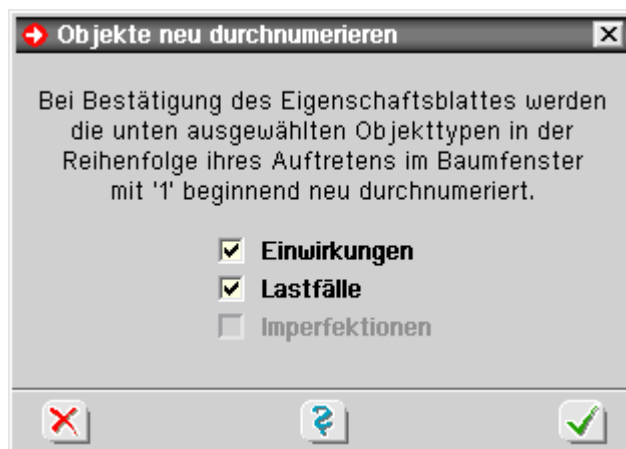 Objekte neu durchnumerieren
Bei Bestätigung des Eigenschaftsblattes werden
die unten ausgewählten Objekttypen in der
Reihenfolge ihres Auftretens im Baumfenster
mit '1' beginnend neu durchnumeriert.
Einwirkungen
Lastfälle
Imperfektionen